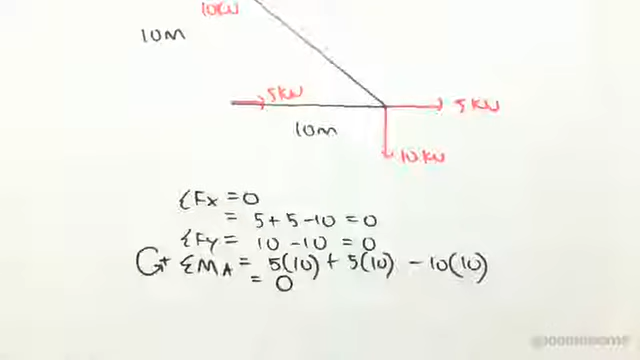 10KN
10M
5KN
5KN
10M
10KN
ΣFx = 0
= 5+5-10 = 0
ΣFy = 10-10 = 0
+ ΣMA = 5(10) + 5(10) - 10(10)
= 0